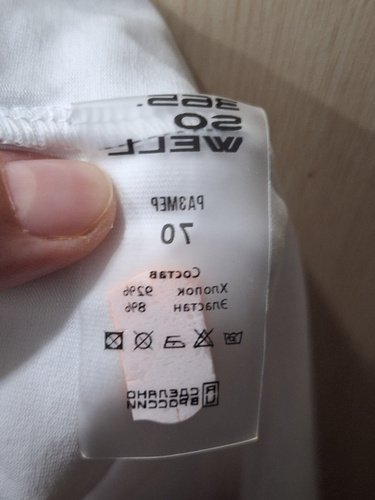 365.
SO
WELL
РАЗМЕР
70
Состав
Хлопок 92%
Эластан 8%
СДЕЛАНО
В РОССИИ